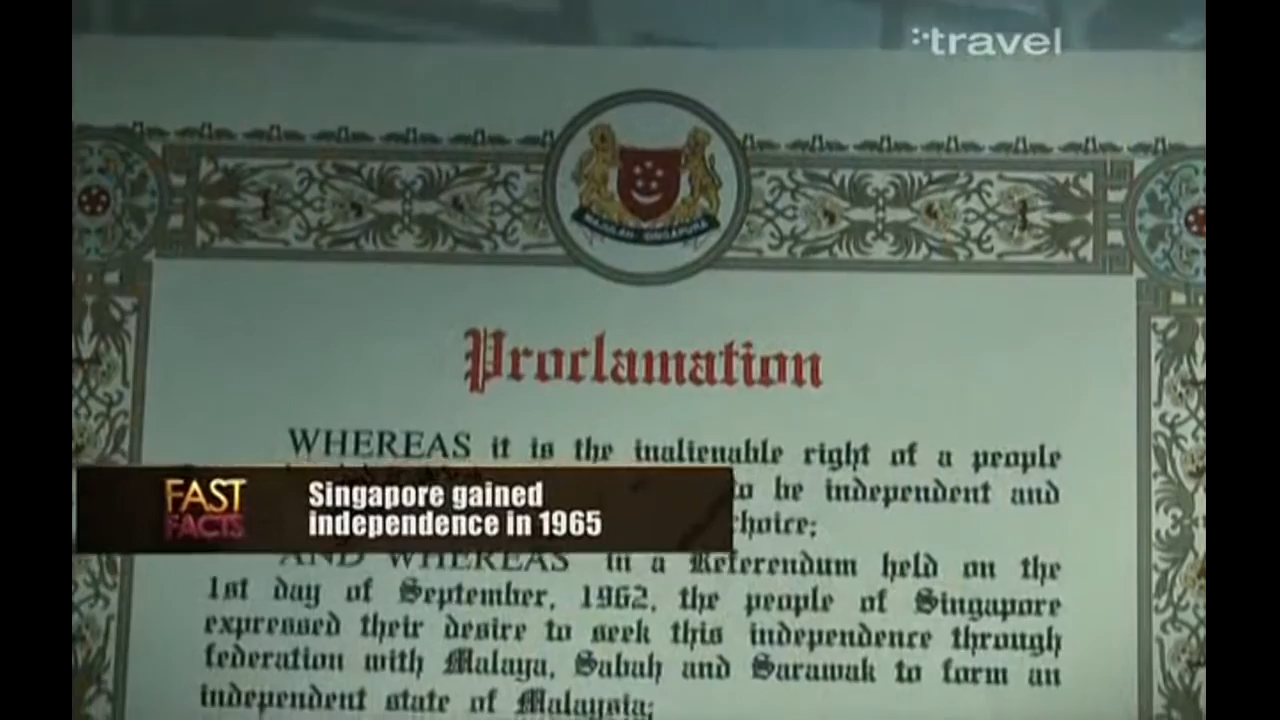 :·travel
MAJULAH SINGAPURA
Proclamation
WHEREAS it is the inalienable right of a people
to be independent and
choice;
AND WHEREAS in a Referendum held on the
1st day of September, 1962, the people of Singapore
expressed their desire to seek this independence through
federation with Malaya, Sabah and Sarawak to form an
independent state of Malaysia;
FAST
FACTS
Singapore gained
independence in 1965